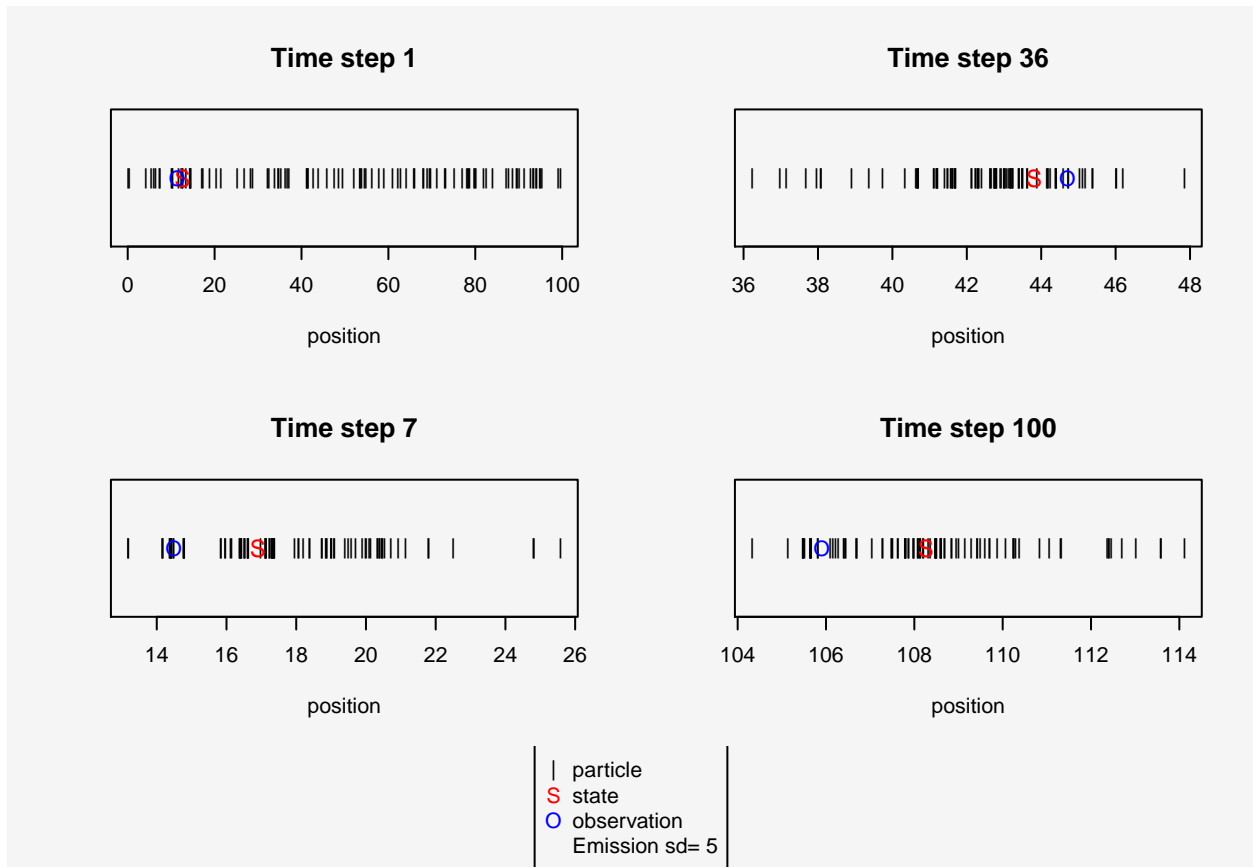 Time step 1
0 20 40 60 80 100
position
Time step 36
36 38 40 42 44 46 48
position
Time step 7
14 16 18 20 22 24 26
position
Time step 100
104 106 108 110 112 114
position
| particle
S state
O observation
Emission sd= 5